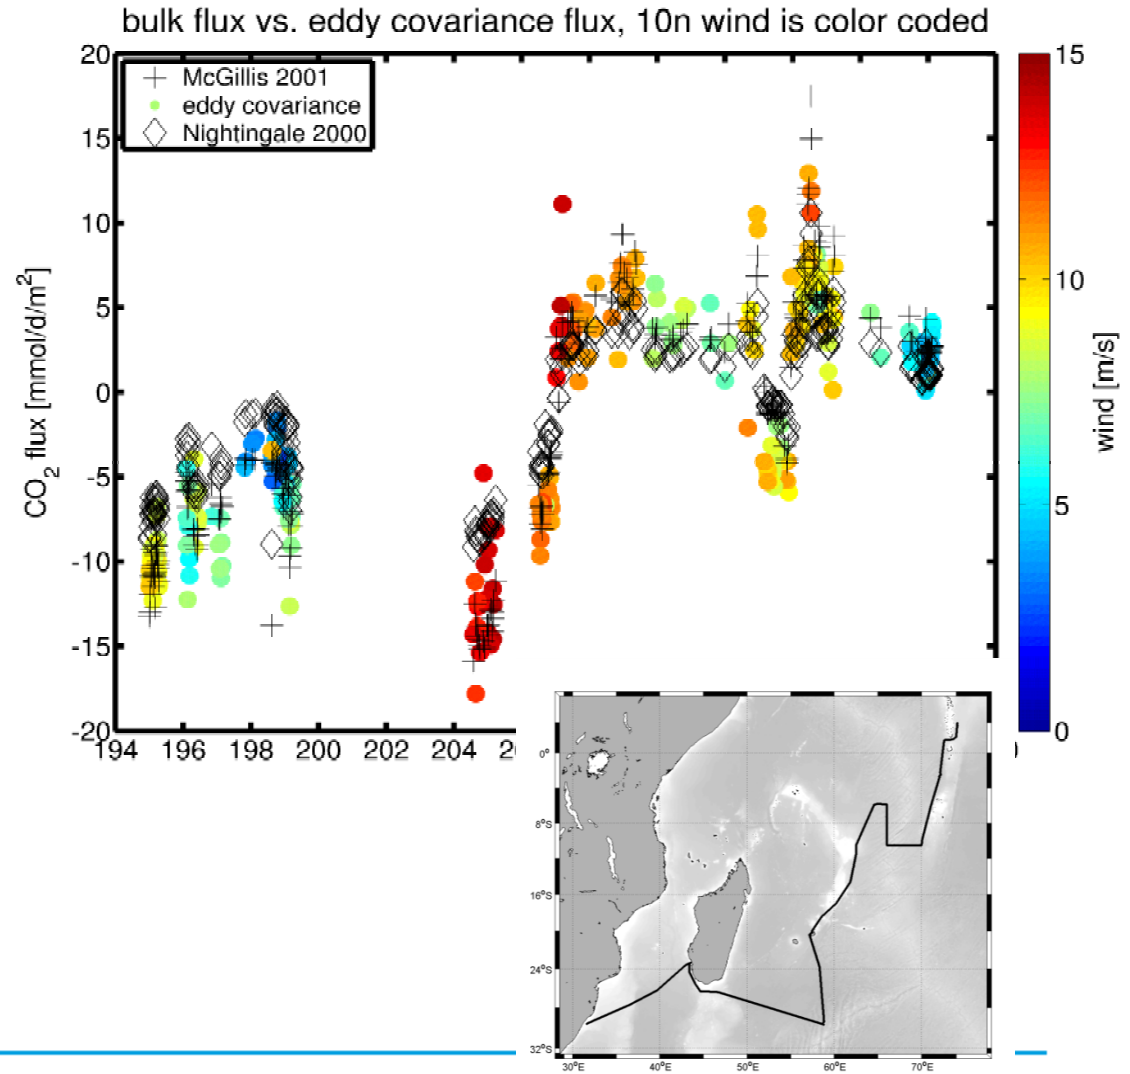 bulk flux vs. eddy covariance flux, 10n wind is color coded
20
15
10
5
0
-5
-10
-15
-20
CO2 flux [mmol/d/m2]
McGillis 2001
eddy covariance
Nightingale 2000
194 196 198 200 202 204
15
10
5
0
wind [m/s]
0°
8°S
16°S
24°S
32°S
30°E 40°E 50°E 60°E 70°E